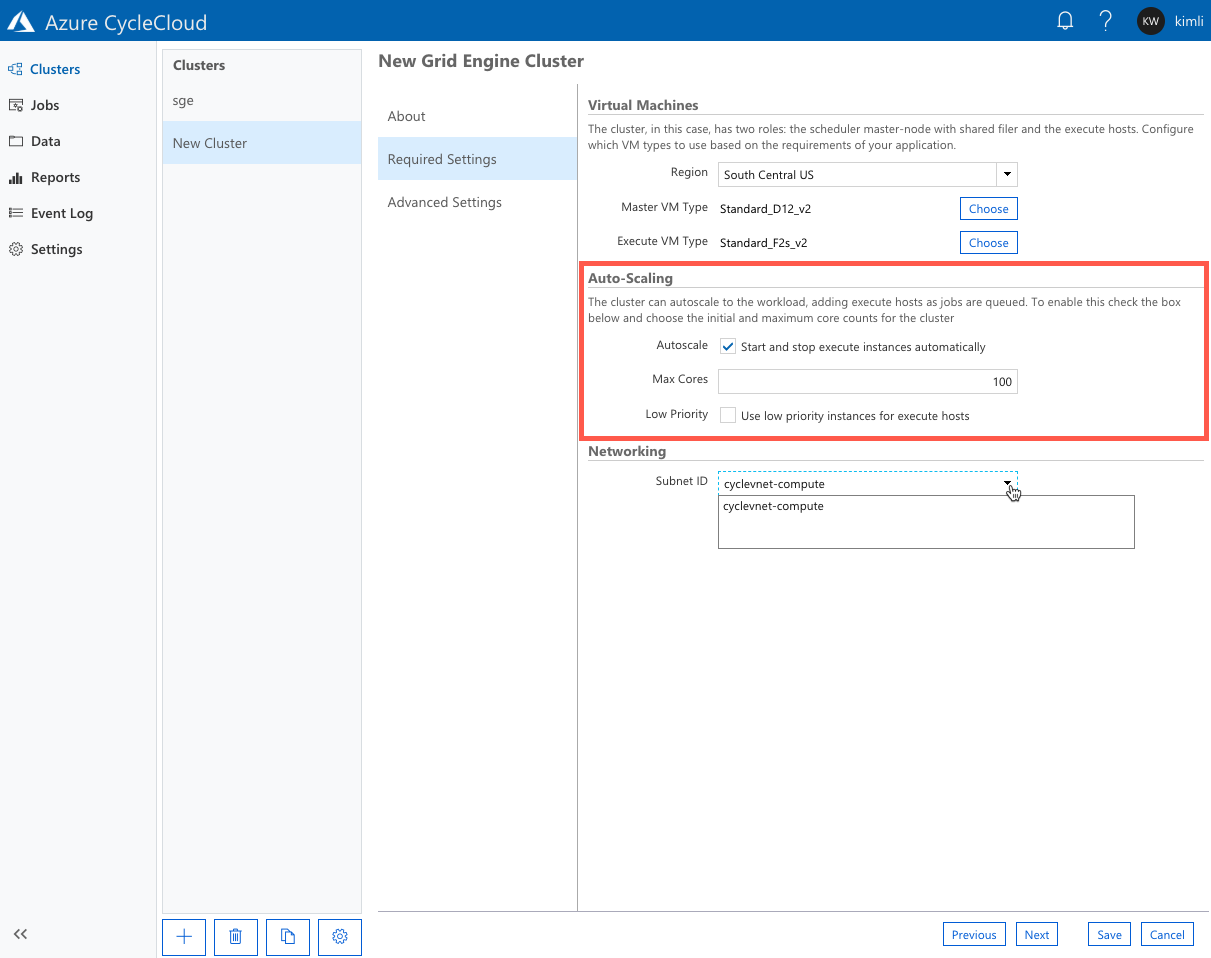 Azure CycleCloud
KW
kimli
Clusters
Jobs
Data
Reports
Event Log
Settings
Clusters
sge
New Cluster
New Grid Engine Cluster
About
Required Settings
Advanced Settings
Virtual Machines
The cluster, in this case, has two roles: the scheduler master-node with shared filer and the execute hosts. Configure
which VM types to use based on the requirements of your application.
Region South Central US
Master VM Type Standard_D12_v2 Choose
Execute VM Type Standard_F2s_v2 Choose
Auto-Scaling
The cluster can autoscale to the workload, adding execute hosts as jobs are queued. To enable this check the box
below and choose the initial and maximum core counts for the cluster
Autoscale Start and stop execute instances automatically
Max Cores 100
Low Priority Use low priority instances for execute hosts
Networking
Subnet ID cyclevnet-compute
cyclevnet-compute
Previous Next Save Cancel